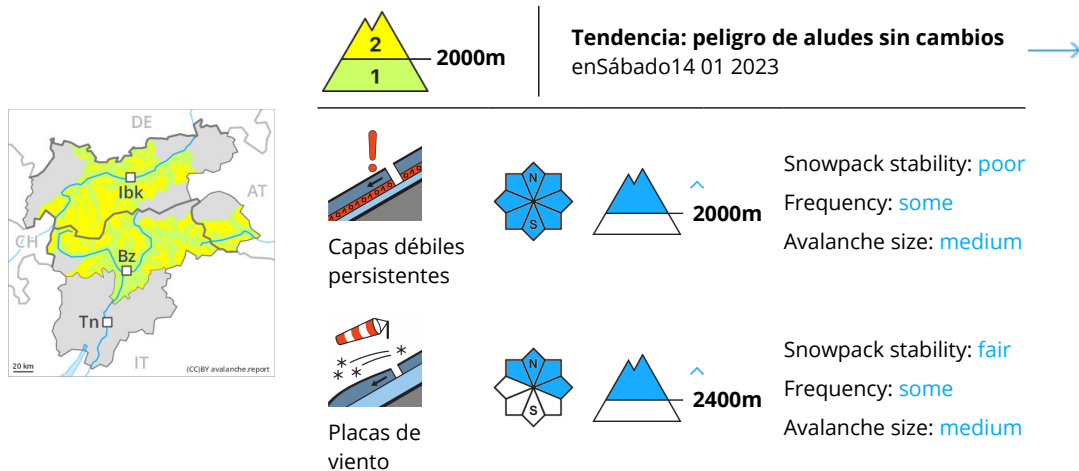 2
1
2000m
Tendencia: peligro de aludes sin cambios
enSábado14 01 2023
DE
Ibk
AT
CH
Bz
Tn
IT
20 km
(CC)BY avalanche.report
Capas débiles
persistentes
N
S
2000m
Snowpack stability: poor
Frequency: some
Avalanche size: medium
Placas de
viento
N
S
2400m
Snowpack stability: fair
Frequency: some
Avalanche size: medium